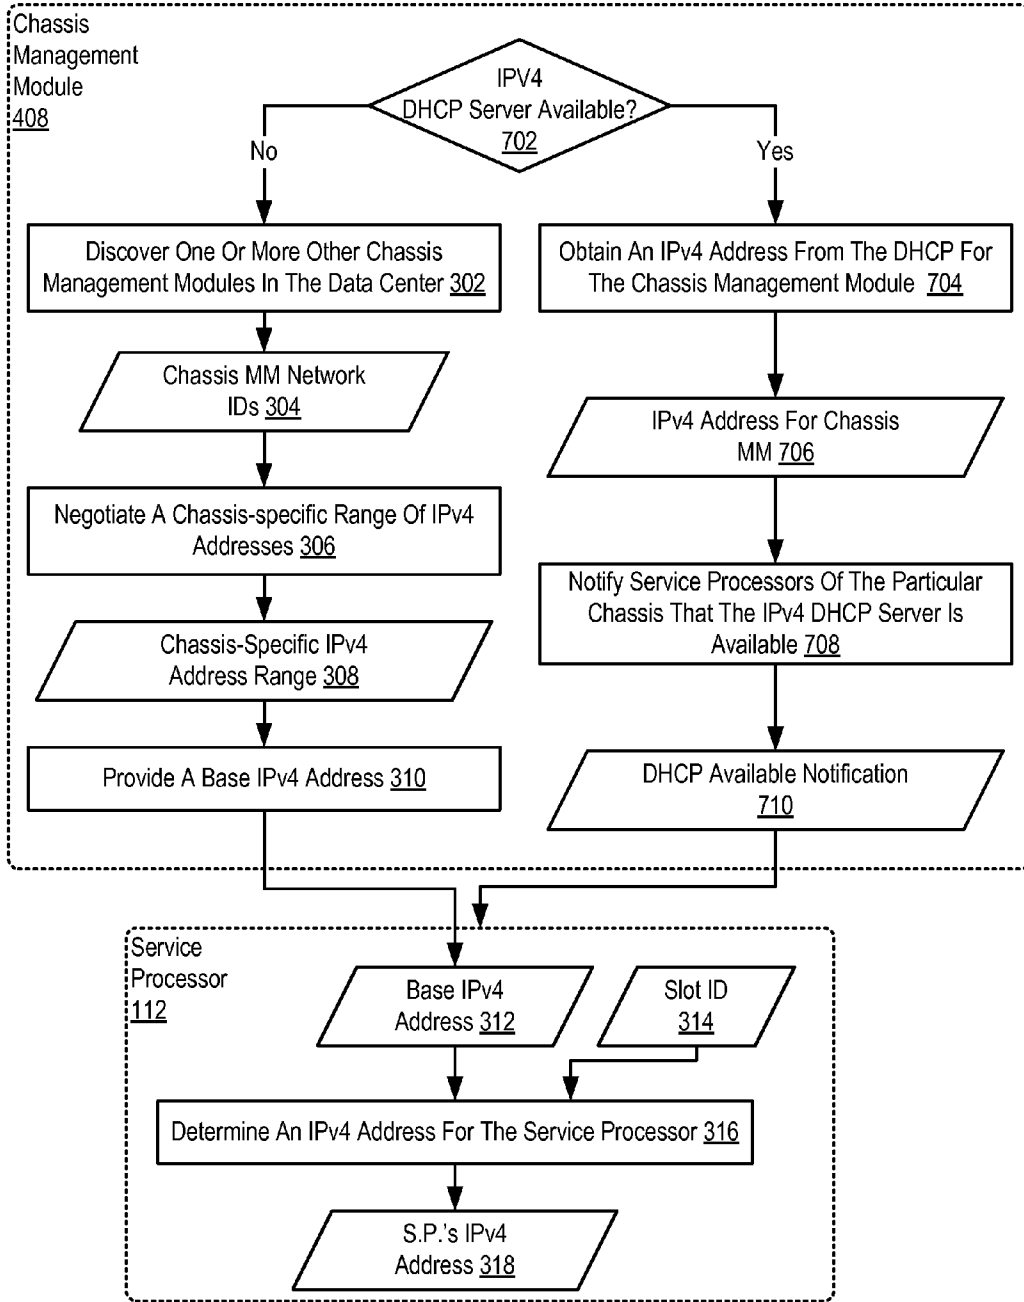 Chassis
Management
Module
408
IPV4
DHCP Server Available?
702
No
Yes
Discover One Or More Other Chassis
Management Modules In The Data Center 302
Obtain An IPv4 Address From The DHCP For
The Chassis Management Module 704
Chassis MM Network
IDs 304
IPv4 Address For Chassis
MM 706
Negotiate A Chassis-specific Range Of IPv4
Addresses 306
Notify Service Processors Of The Particular
Chassis That The IPv4 DHCP Server Is
Available 708
Chassis-Specific IPv4
Address Range 308
Provide A Base IPv4 Address 310
DHCP Available Notification
710
Service
Processor
112
Base IPv4
Address 312
Slot ID
314
Determine An IPv4 Address For The Service Processor 316
S.P.'s IPv4
Address 318